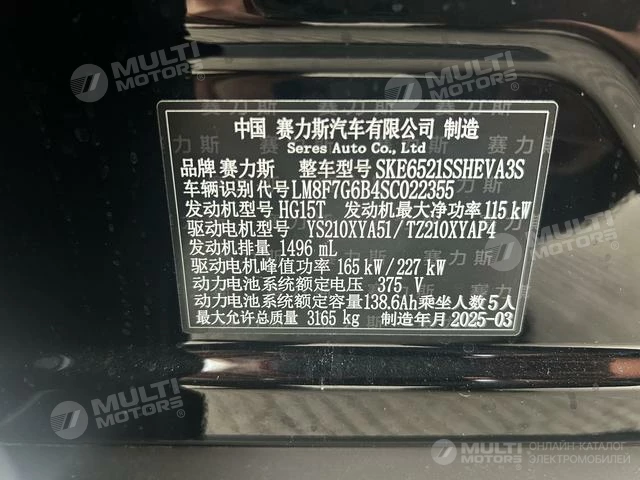 MULTI MOTORS
MULTI MOTORS
中国 赛力斯汽车有限公司 制造
Seres Auto Co., Ltd
品牌 赛力斯 整车型号 SKE6521SSHEVA3S
车辆识别代号 LM8F7G6B4SC022355
发动机型号 HG15T 发动机最大净功率 115 kW
驱动电机型号 YS210XYA51/TZ210XYAP4
发动机排量 1496 mL
驱动电机峰值功率 165 kW/227 kW
动力电池系统额定电压 375 V
动力电池系统额定容量 138.6Ah 乘坐人数 5人
最大允许总质量 3165 kg 制造年月 2025-03
MULTI MOTORS
MULTI MOTORS
ОНЛАЙН-КАТАЛОГ
ЭЛЕКТРОМОБИЛЕЙ